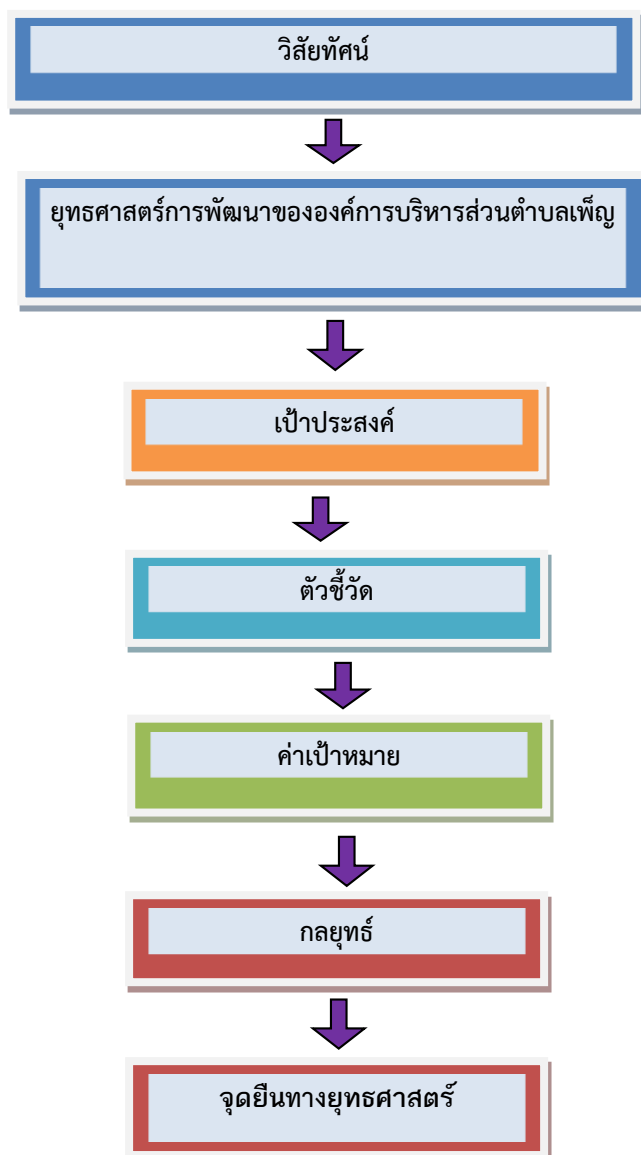 วิสัยทัศน์
ยุทธศาสตร์การพัฒนาขององค์การบริหารส่วนตำบลเพ็ญ
เป้าประสงค์
ตัวชี้วัด
ค่าเป้าหมาย
กลยุทธ์
จุดยืนทางยุทธศาสตร์